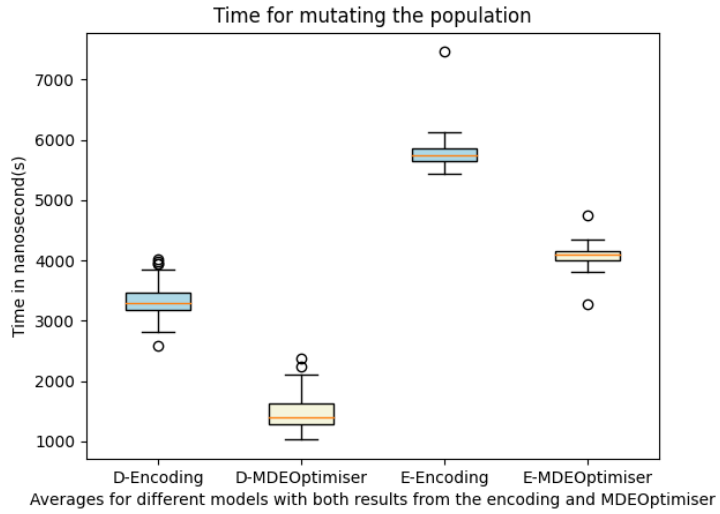 Time for mutating the population
Time in nanosecond(s)
7000
6000
5000
4000
3000
2000
1000
D-Encoding D-MDEOptimiser E-Encoding E-MDEOptimiser
Averages for different models with both results from the encoding and MDEOptimiser